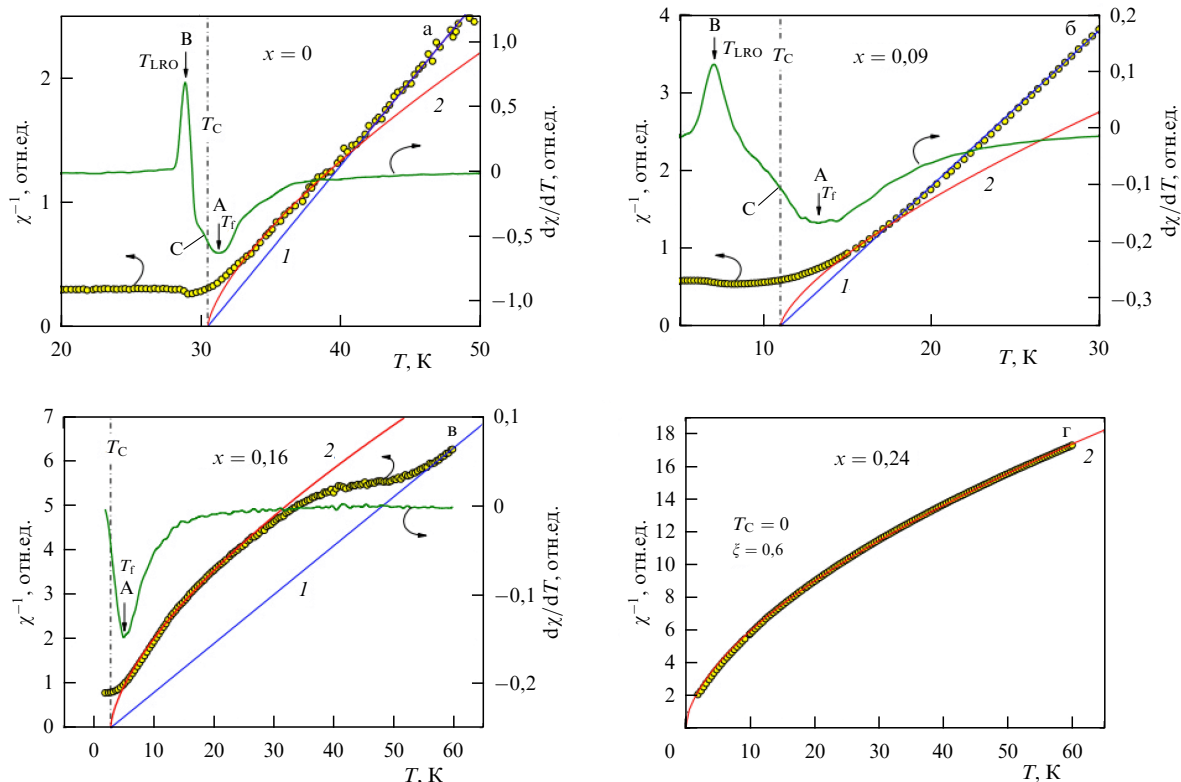 а
x = 0
B
T_LRO
T_C
A
T_f
C
1
2
χ⁻¹, отн.ед.
dχ/dT, отн.ед.
0
1
2
1,0
0,5
0
−0,5
−1,0
20
30
40
50
T, К
б
x = 0,09
B
T_LRO
T_C
A
T_f
C
1
2
χ⁻¹, отн.ед.
dχ/dT, отн.ед.
4
3
2
1
0
0,2
0,1
0
−0,1
−0,2
−0,3
10
20
30
T, К
в
x = 0,16
T_C
T_f
A
1
2
χ⁻¹, отн.ед.
dχ/dT, отн.ед.
7
6
5
4
3
2
1
0
0,1
0
−0,1
−0,2
0
10
20
30
40
50
60
T, К
г
x = 0,24
T_C = 0
ξ = 0,6
2
χ⁻¹, отн.ед.
18
16
14
12
10
8
6
4
2
0
10
20
30
40
50
60
T, К